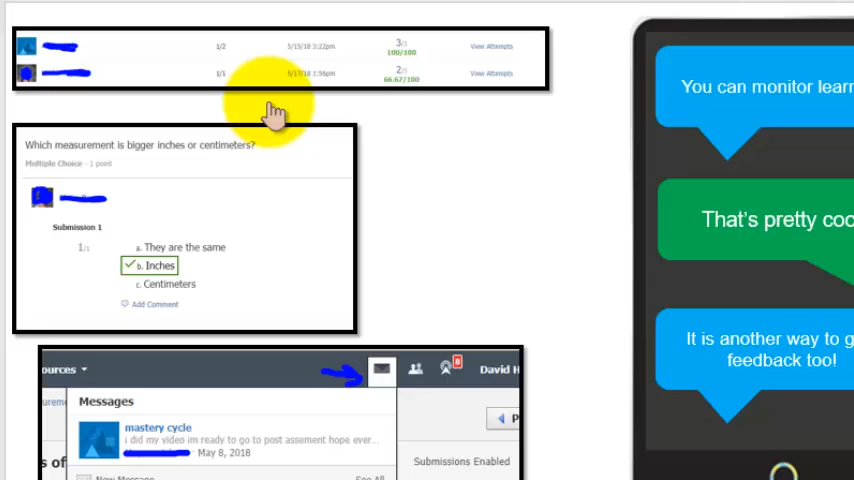 1/2 5/15/18 3:22pm 3/3 View Attempts
100/100
1/1 5/17/18 1:56pm 2/3 View Attempts
66.67/100
Which measurement is bigger inches or centimeters?
Multiple Choice - 1 point
Submission 1
1/1 a. They are the same
b. Inches
c. Centimeters
Add Comment
ources
8
David H
Messages
mastery cycle
i did my video im ready to go to post assement hope ever...
May 8, 2018
s of
Submissions Enabled
New Message See All
You can monitor learn
That's pretty coo
It is another way to g
feedback too!